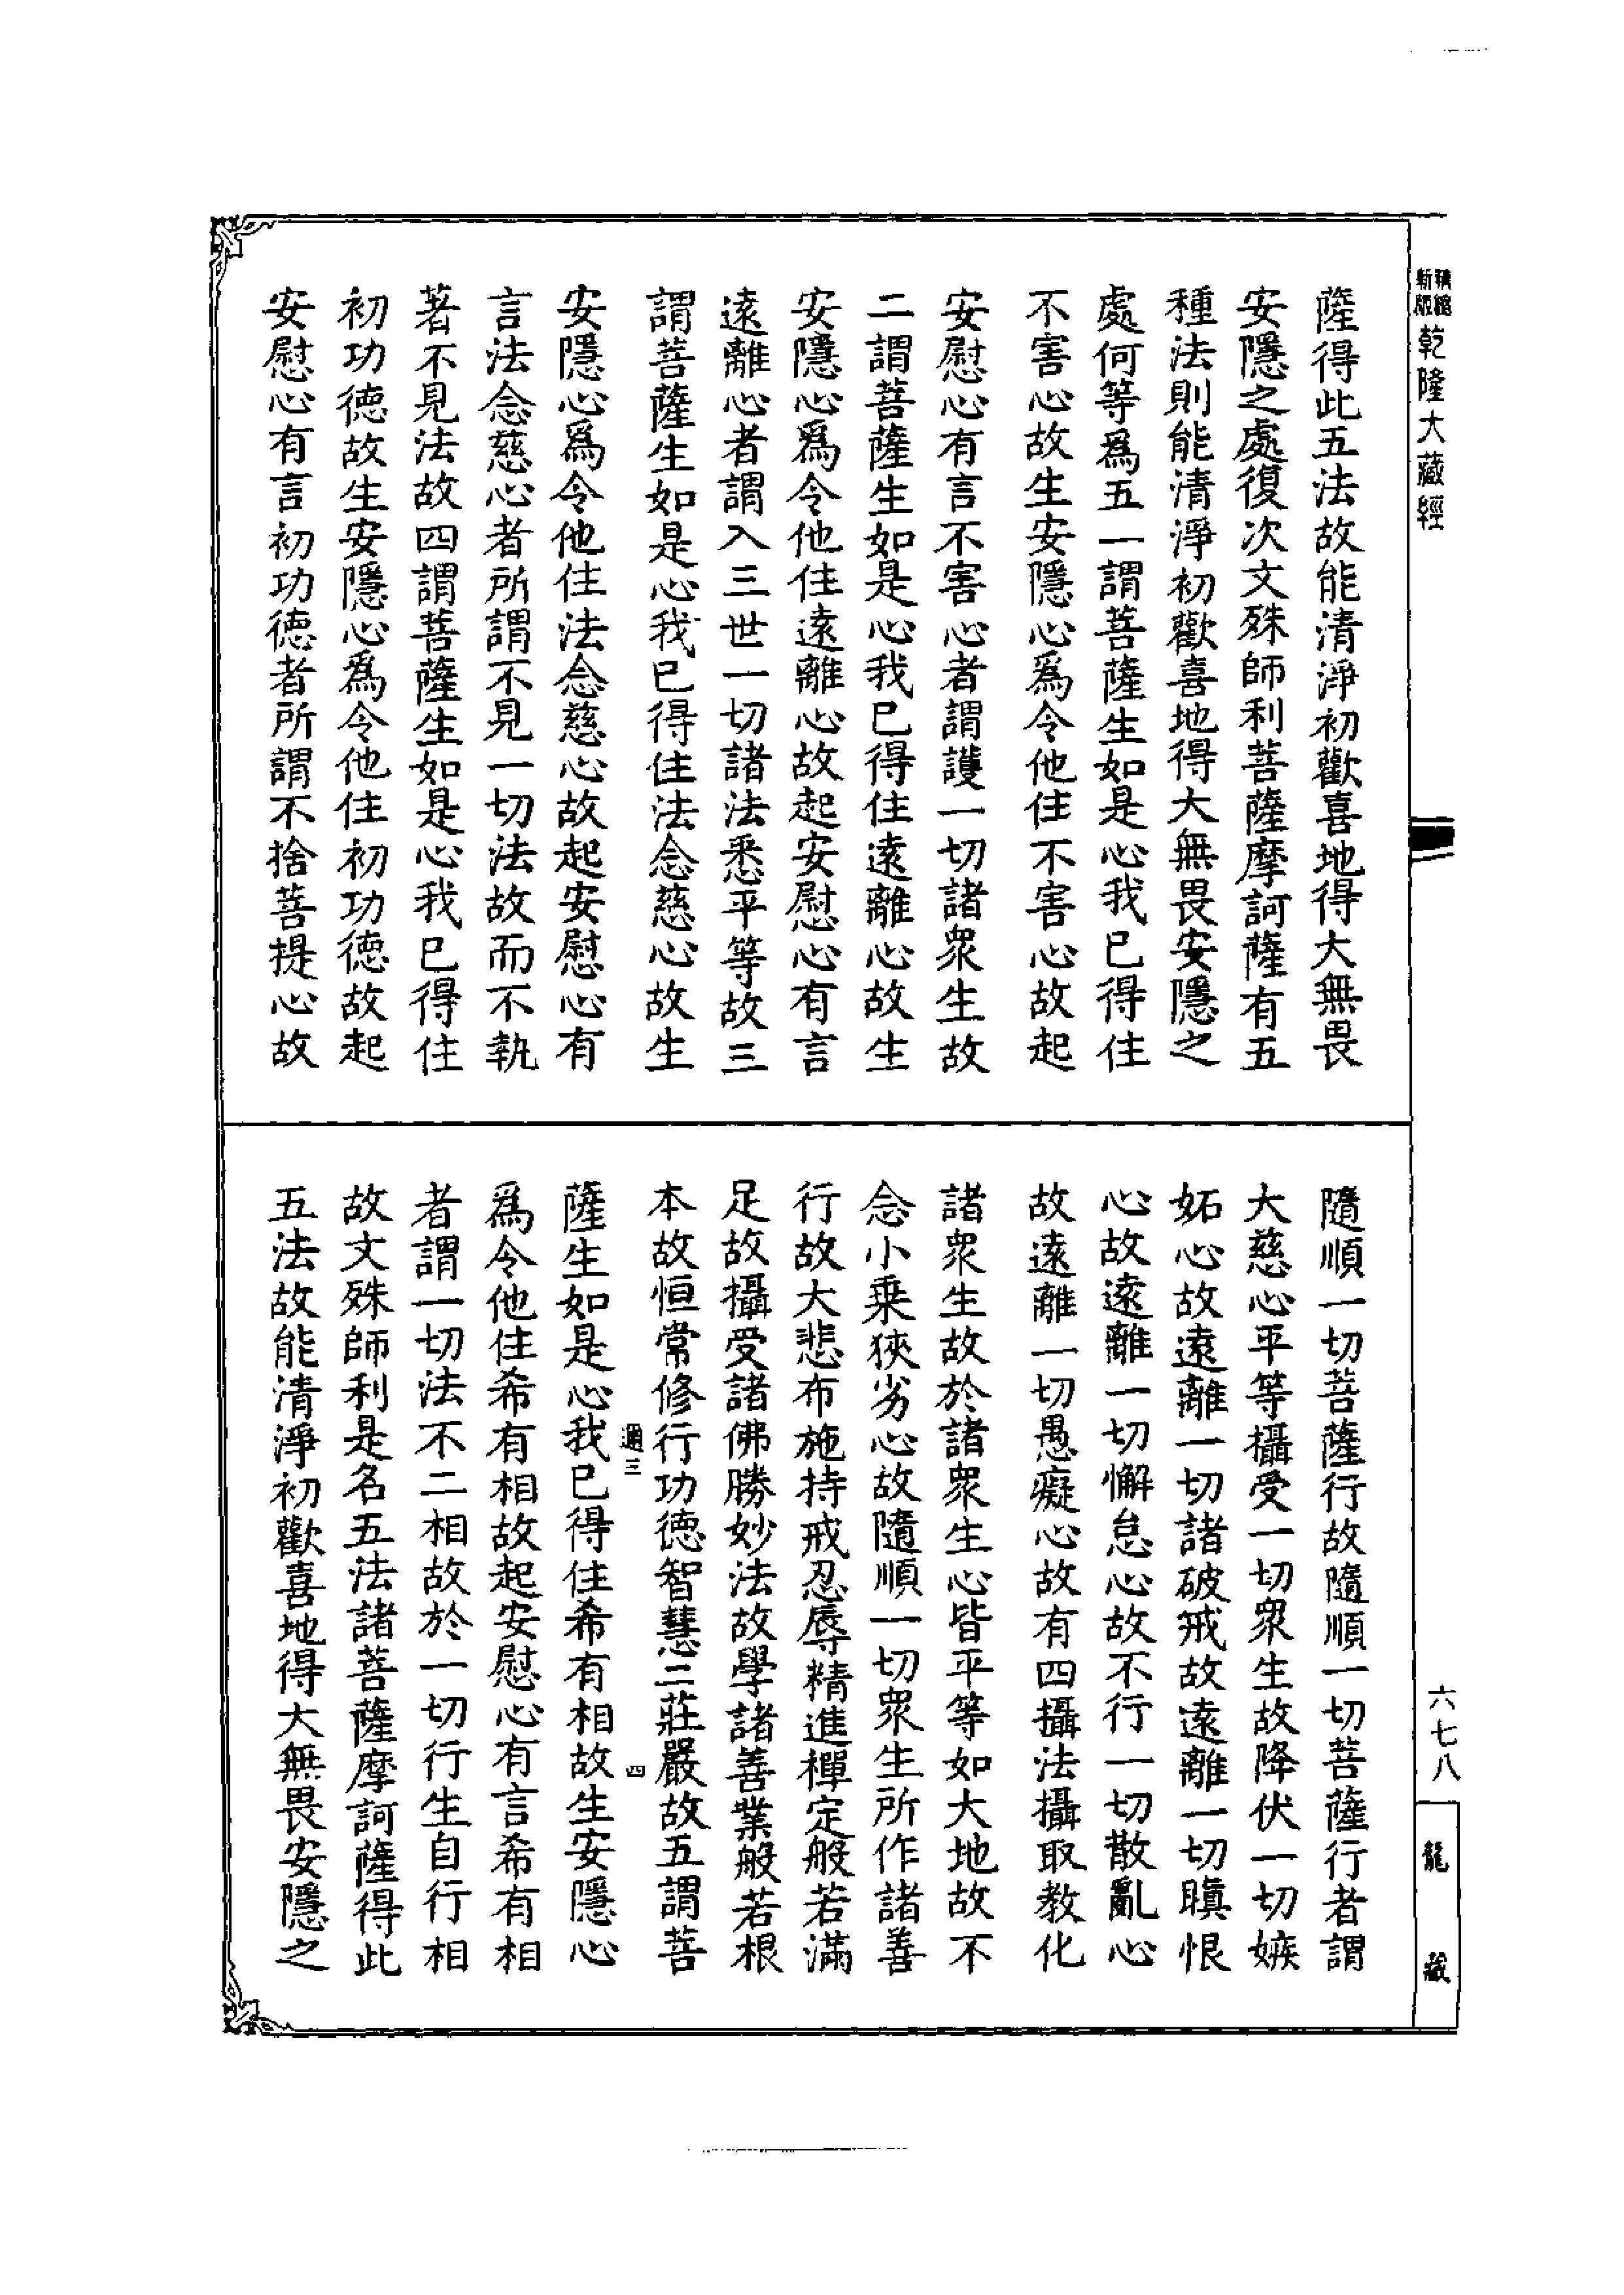 新版精縮乾隆大藏經
薩得此五法故能清淨初歡喜地得大無畏
安隱之處復次文殊師利菩薩摩訶薩有五
種法則能清淨初歡喜地得大無畏安隱之
處何等爲五一謂菩薩生如是心我已得住
不害心故生安隱心爲令他住不害心故起
安慰心有言不害心者謂護一切諸衆生故
二謂菩薩生如是心我已得住遠離心故生
安隱心爲令他住遠離心故起安慰心有言
遠離心者謂入三世一切諸法悉平等故三
謂菩薩生如是心我已得住法念慈心故生
安隱心爲令他住法念慈心故起安慰心有
言法念慈心者所謂不見一切法故而不執
著不見法故四謂菩薩生如是心我已得住
初功德故生安隱心爲令他住初功德故起
安慰心有言初功德者所謂不捨菩提心故
隨順一切菩薩行故隨順一切菩薩行者謂
大慈心平等攝受一切衆生故降伏一切嫉
妬心故遠離一切諸破戒故遠離一切瞋恨
心故遠離一切懈怠心故不行一切散亂心
故遠離一切愚癡心故有四攝法攝取教化
諸衆生故於諸衆生心皆平等如大地故不
念小乘狹劣心故隨順一切衆生所作諸善
行故大悲布施持戒忍辱精進禪定般若滿
足故攝受諸佛勝妙法故學諸善業般若根
本故恒常修行功德智慧二莊嚴故五謂菩
薩生如是心我已得住希有相故生安隱心
爲令他住希有相故起安慰心有言希有相
者謂一切法不二相故於一切行生自行相
故文殊師利是名五法諸菩薩摩訶薩得此
五法故能清淨初歡喜地得大無畏安隱之
三
四
六七八
龍藏